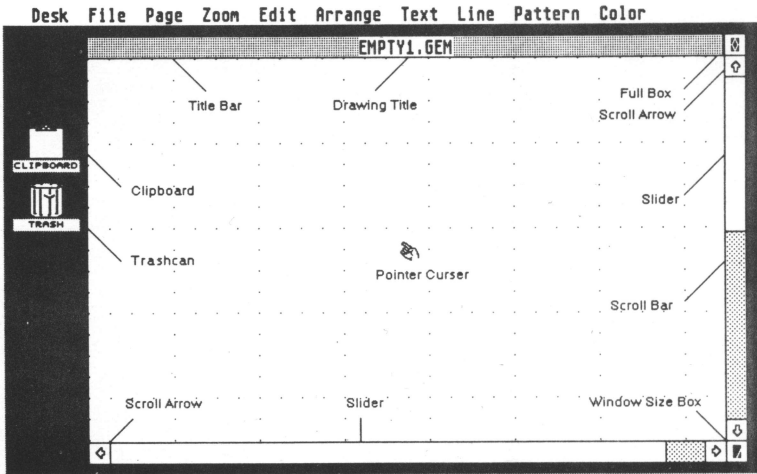 Desk File Page Zoom Edit Arrange Text Line Pattern Color
EMPTY1.GEM
Title Bar Drawing Title Full Box
Scroll Arrow
CLIPBOARD
Clipboard Slider
TRASH
Trashcan
Pointer Curser
Scroll Bar
Scroll Arrow Slider Window Size Box